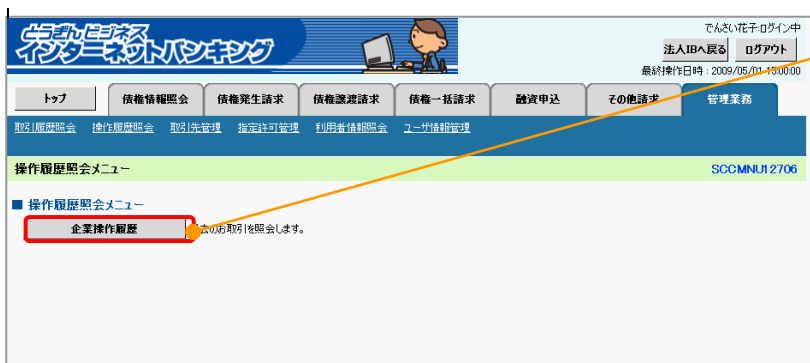 とうぎんビジネス
インターネットバンキング
でんさい花子:ログイン中
法人IBへ戻る ログアウト
最終操作日時:2009/05/01 15:00:00
トップ 債権情報照会 債権発生請求 債権譲渡請求 債権一括請求 融資申込 その他請求 管理業務
取引履歴照会 操作履歴照会 取引先管理 指定許可管理 利用者情報照会 ユーザ情報管理
操作履歴照会メニュー SCCMNU12706
■ 操作履歴照会メニュー
企業操作履歴 去のお取引を照会します。